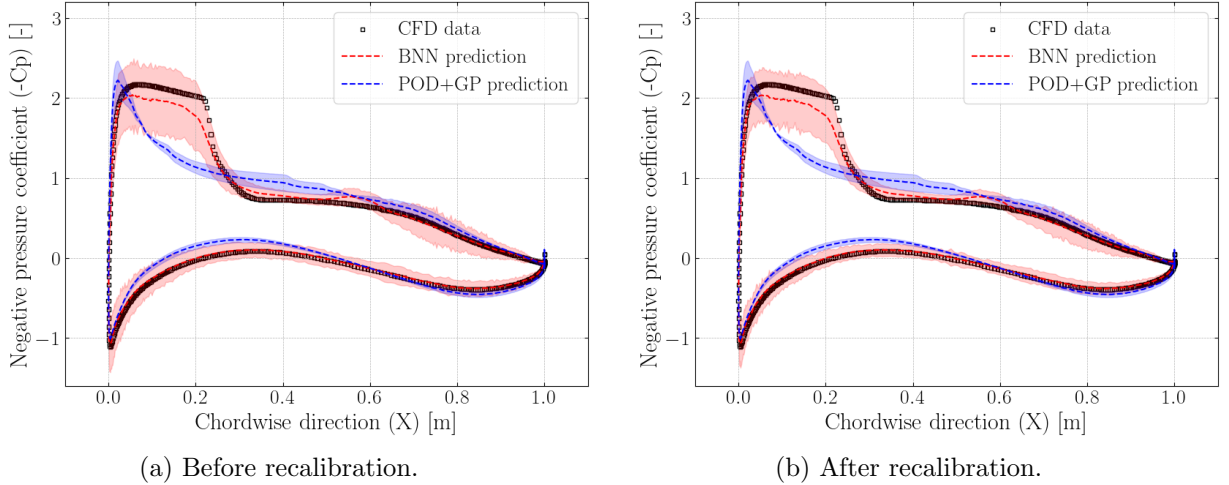 3
2
1
0
−1
0.0 0.2 0.4 0.6 0.8 1.0
Negative pressure coefficient (-Cp) [-]
Chordwise direction (X) [m]
CFD data
BNN prediction
POD+GP prediction
(a) Before recalibration.
3
2
1
0
−1
0.0 0.2 0.4 0.6 0.8 1.0
Negative pressure coefficient (-Cp) [-]
Chordwise direction (X) [m]
CFD data
BNN prediction
POD+GP prediction
(b) After recalibration.